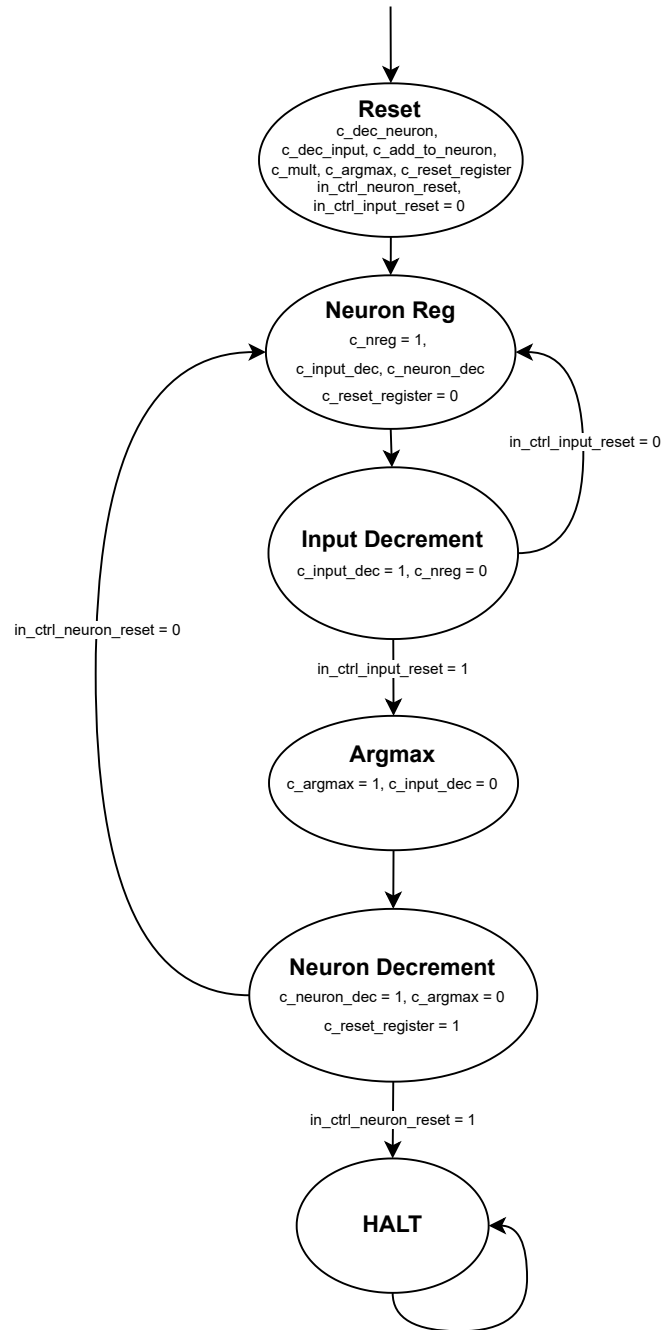 Reset
c_dec_neuron,
c_dec_input, c_add_to_neuron,
c_mult, c_argmax, c_reset_register
in_ctrl_neuron_reset,
in_ctrl_input_reset = 0
Neuron Reg
c_nreg = 1,
c_input_dec, c_neuron_dec
c_reset_register = 0
in_ctrl_input_reset = 0
Input Decrement
c_input_dec = 1, c_nreg = 0
in_ctrl_neuron_reset = 0
in_ctrl_input_reset = 1
Argmax
c_argmax = 1, c_input_dec = 0
Neuron Decrement
c_neuron_dec = 1, c_argmax = 0
c_reset_register = 1
in_ctrl_neuron_reset = 1
HALT